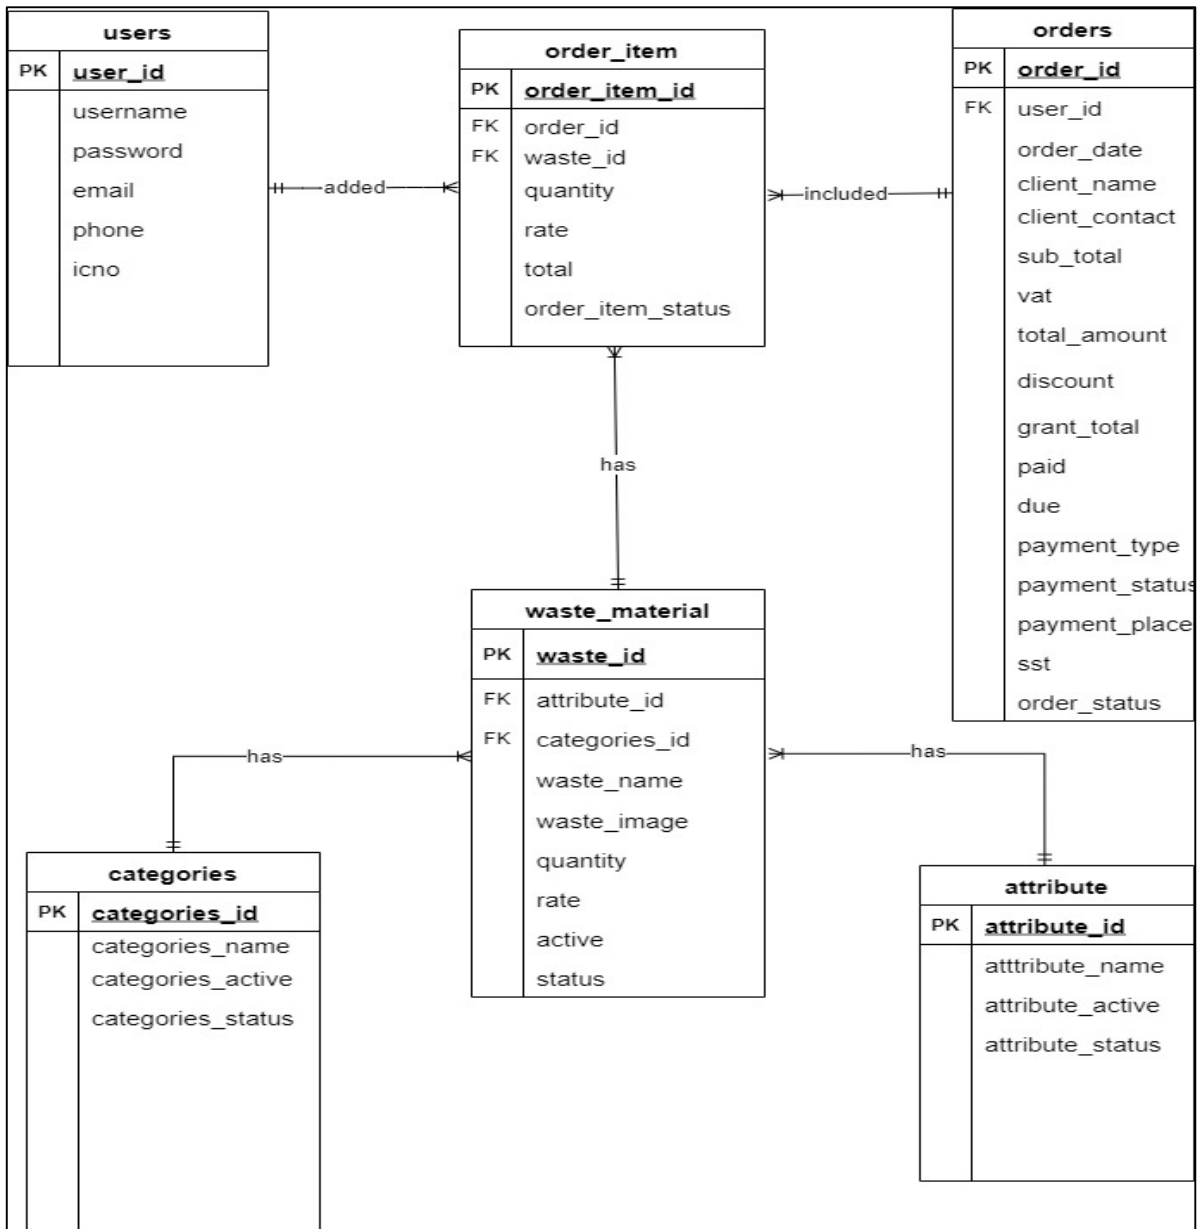 users
PK user_id
username
password
email
phone
icno
added
order_item
PK order_item_id
FK order_id
FK waste_id
quantity
rate
total
order_item_status
included
orders
PK order_id
FK user_id
order_date
client_name
client_contact
sub_total
vat
total_amount
discount
grant_total
paid
due
payment_type
payment_status
payment_place
sst
order_status
has
waste_material
PK waste_id
FK attribute_id
FK categories_id
waste_name
waste_image
quantity
rate
active
status
has
has
categories
PK categories_id
categories_name
categories_active
categories_status
attribute
PK attribute_id
atttribute_name
attribute_active
attribute_status